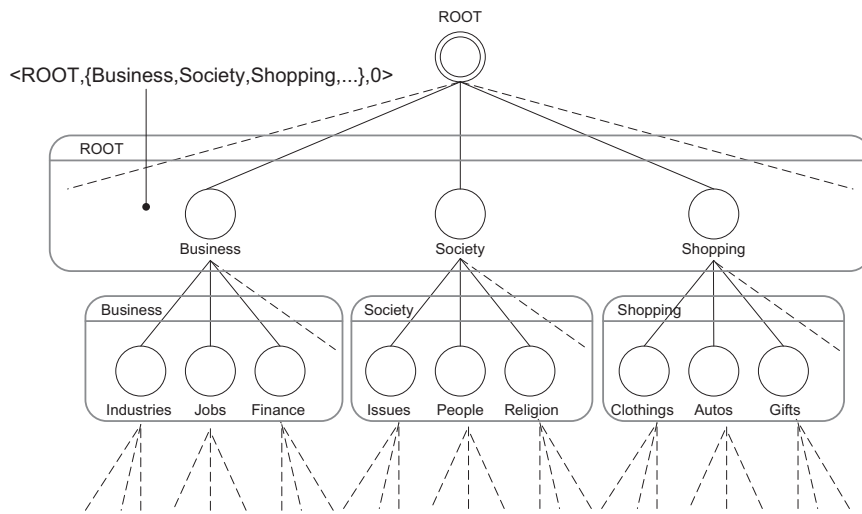 ROOT
<ROOT,{Business,Society,Shopping,...},0>
ROOT
Business
Society
Shopping
Business
Society
Shopping
Industries
Jobs
Finance
Issues
People
Religion
Clothings
Autos
Gifts